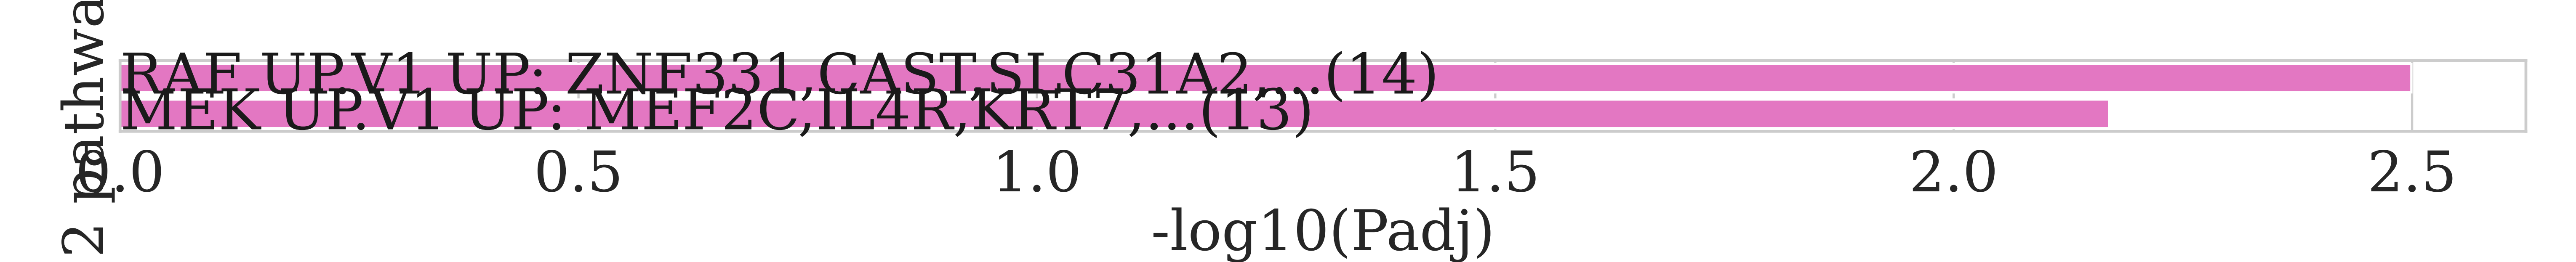 RAF UP.V1 UP: ZNF331,CAST,SLC31A2,...(14)
MEK UP.V1 UP: MEF2C,IL4R,KRT7,...(13)
0.0 0.5 1.0 1.5 2.0 2.5
-log10(Padj)
2 pathwa